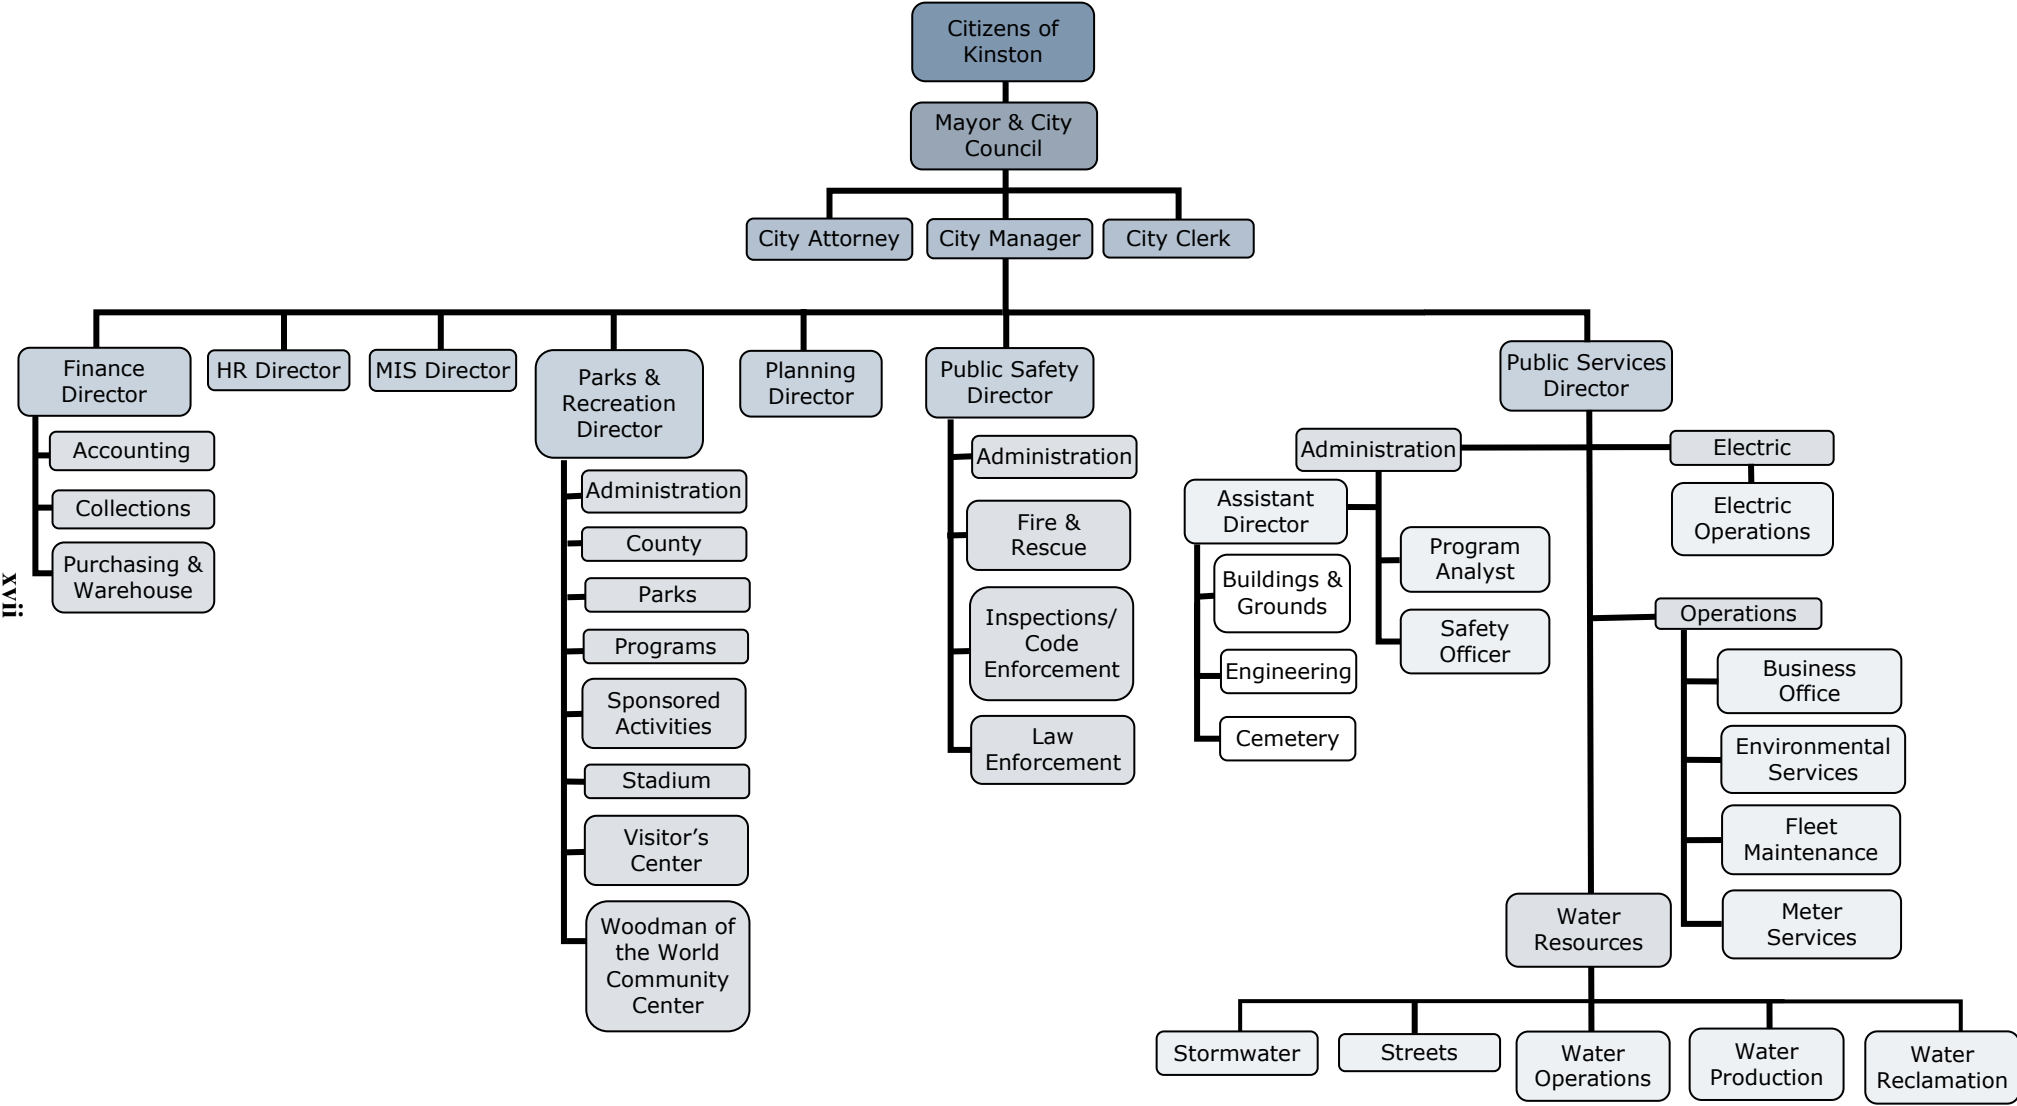 Citizens of
Kinston
Mayor & City
Council
City Attorney
City Manager
City Clerk
Finance
Director
HR Director
MIS Director
Parks &
Recreation
Director
Planning
Director
Public Safety
Director
Public Services
Director
Accounting
Collections
Purchasing &
Warehouse
Administration
County
Parks
Programs
Sponsored
Activities
Stadium
Visitor’s
Center
Woodman of
the World
Community
Center
Administration
Fire &
Rescue
Inspections/
Code
Enforcement
Law
Enforcement
Administration
Assistant
Director
Buildings &
Grounds
Engineering
Cemetery
Program
Analyst
Safety
Officer
Electric
Electric
Operations
Operations
Business
Office
Environmental
Services
Fleet
Maintenance
Meter
Services
Water
Resources
Stormwater
Streets
Water
Operations
Water
Production
Water
Reclamation
xvii